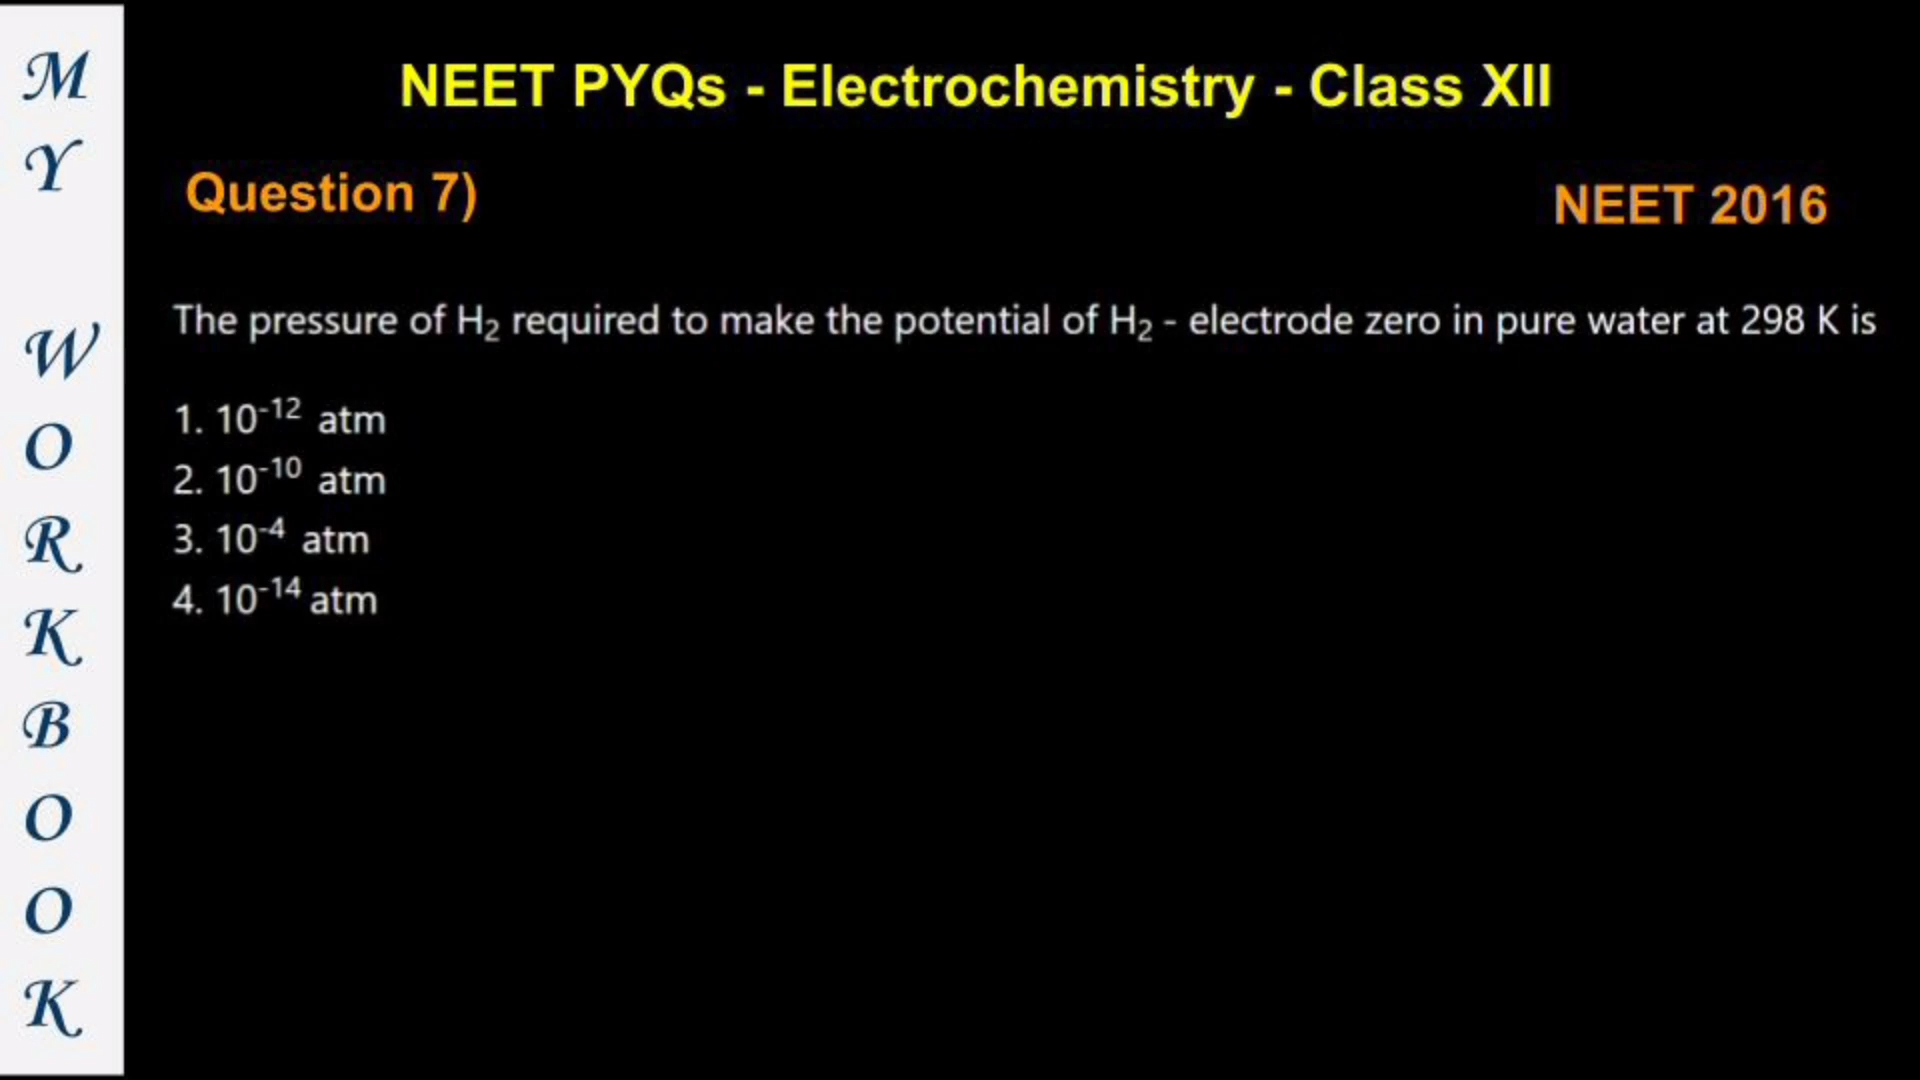 MY WORKBOOK
NEET PYQs - Electrochemistry - Class XII
Question 7)
NEET 2016
The pressure of H₂ required to make the potential of H₂ - electrode zero in pure water at 298 K is
1. 10⁻¹² atm
2. 10⁻¹⁰ atm
3. 10⁻⁴ atm
4. 10⁻¹⁴ atm